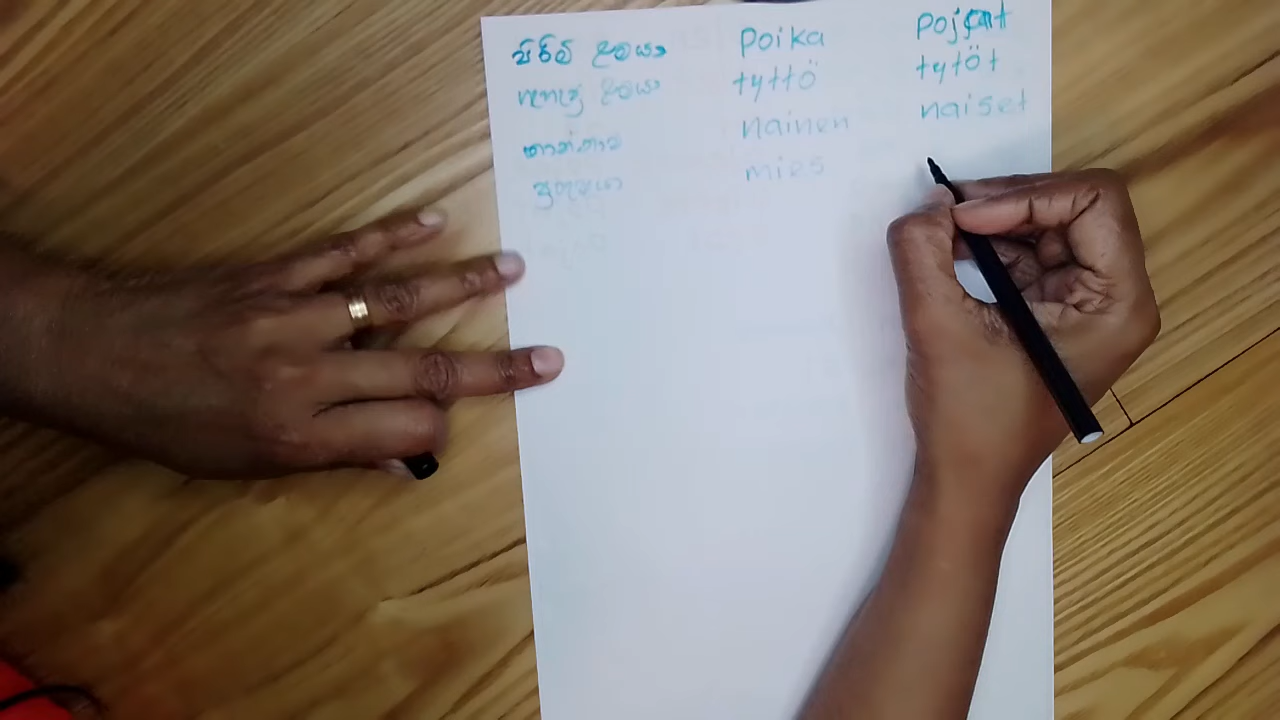 පිරිමි ළමයා poika pojat
ගැහැනු ළමයා tyttö tytöt
කාන්තාව nainen naiset
පුරුෂයා mies